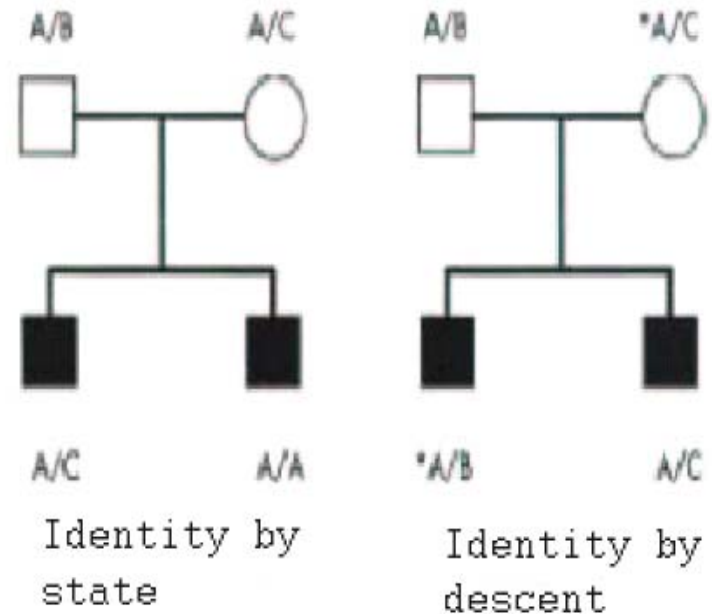 A/B A/C A/B *A/C
A/C A/A *A/B A/C
Identity by
state
Identity by
descent